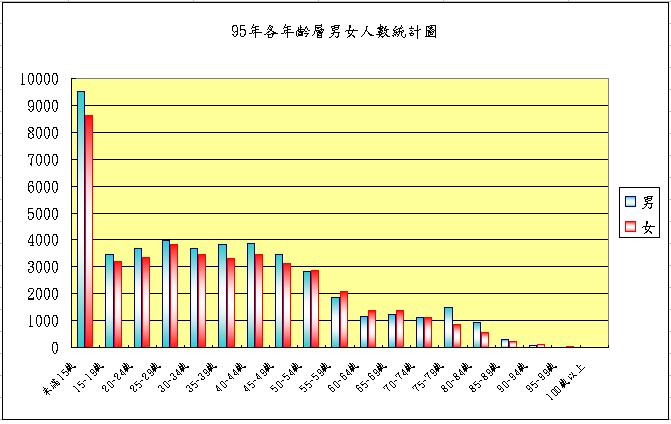 95年各年齡層男女人數統計圖
10000
9000
8000
7000
6000
5000
4000
3000
2000
1000
0
未滿15歲
15-19歲
20-24歲
25-29歲
30-34歲
35-39歲
40-44歲
45-49歲
50-54歲
55-59歲
60-64歲
65-69歲
70-74歲
75-79歲
80-84歲
85-89歲
90-94歲
95-99歲
100歲以上
男
女